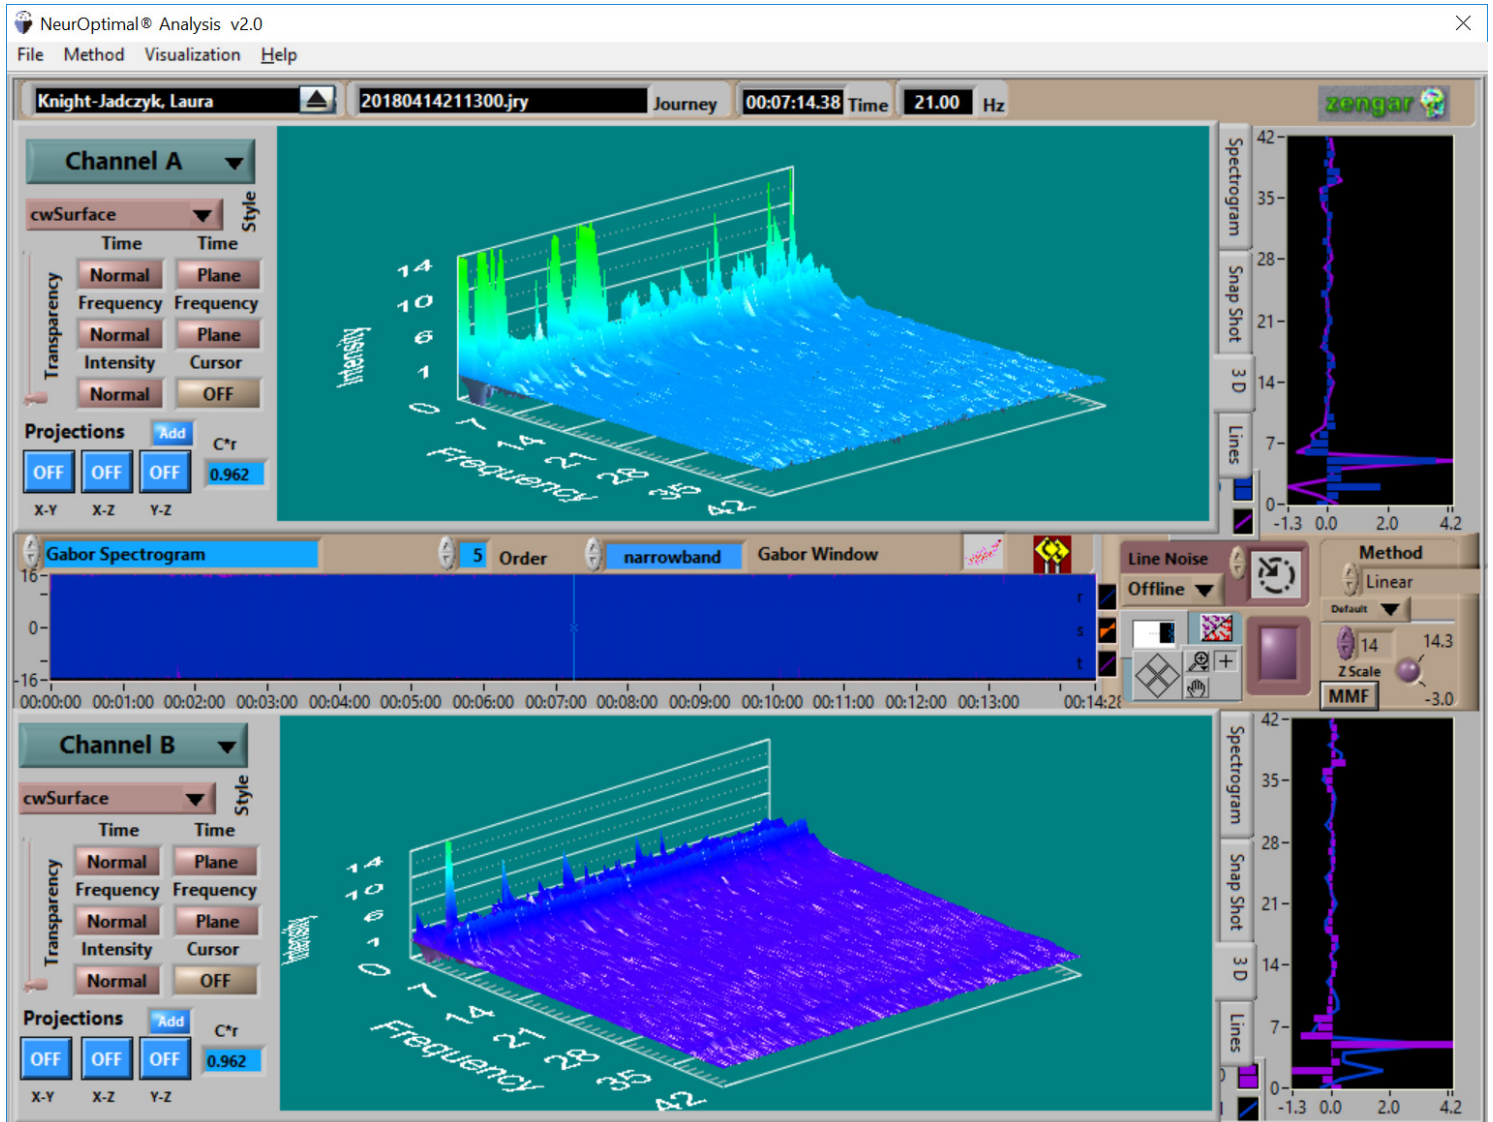 NeurOptimal® Analysis v2.0
File Method Visualization Help
Knight-Jadczyk, Laura 20180414211300.jry Journey 00:07:14.38 Time 21.00 Hz zengar
Channel A
cwSurface
Style
Time Time
Normal Plane
Frequency Frequency
Normal Plane
Intensity Cursor
Normal OFF
Transparency
Projections Add C*r
OFF OFF OFF 0.962
X-Y X-Z Y-Z
14
10
6
1
Intensity
0 7 14 21 28 35 42
Frequency
Spectrogram
Snap Shot
3 D
Lines
42
35
28
21
14
7
0
-1.3 0.0 2.0 4.2
Gabor Spectrogram 5 Order narrowband Gabor Window
16
0
-16
r
s
t
00:00:00 00:01:00 00:02:00 00:03:00 00:04:00 00:05:00 00:06:00 00:07:00 00:08:00 00:09:00 00:10:00 00:11:00 00:12:00 00:13:00 00:14:28
Line Noise
Offline
Method
Linear
Default
14
14.3
Z Scale
MMF
-3.0
Channel B
cwSurface
Style
Time Time
Normal Plane
Frequency Frequency
Normal Plane
Intensity Cursor
Normal OFF
Transparency
Projections Add C*r
OFF OFF OFF 0.962
X-Y X-Z Y-Z
14
10
6
1
Intensity
0 7 14 21 28 35 42
Frequency
Spectrogram
Snap Shot
3 D
Lines
42
35
28
21
14
7
0
-1.3 0.0 2.0 4.2